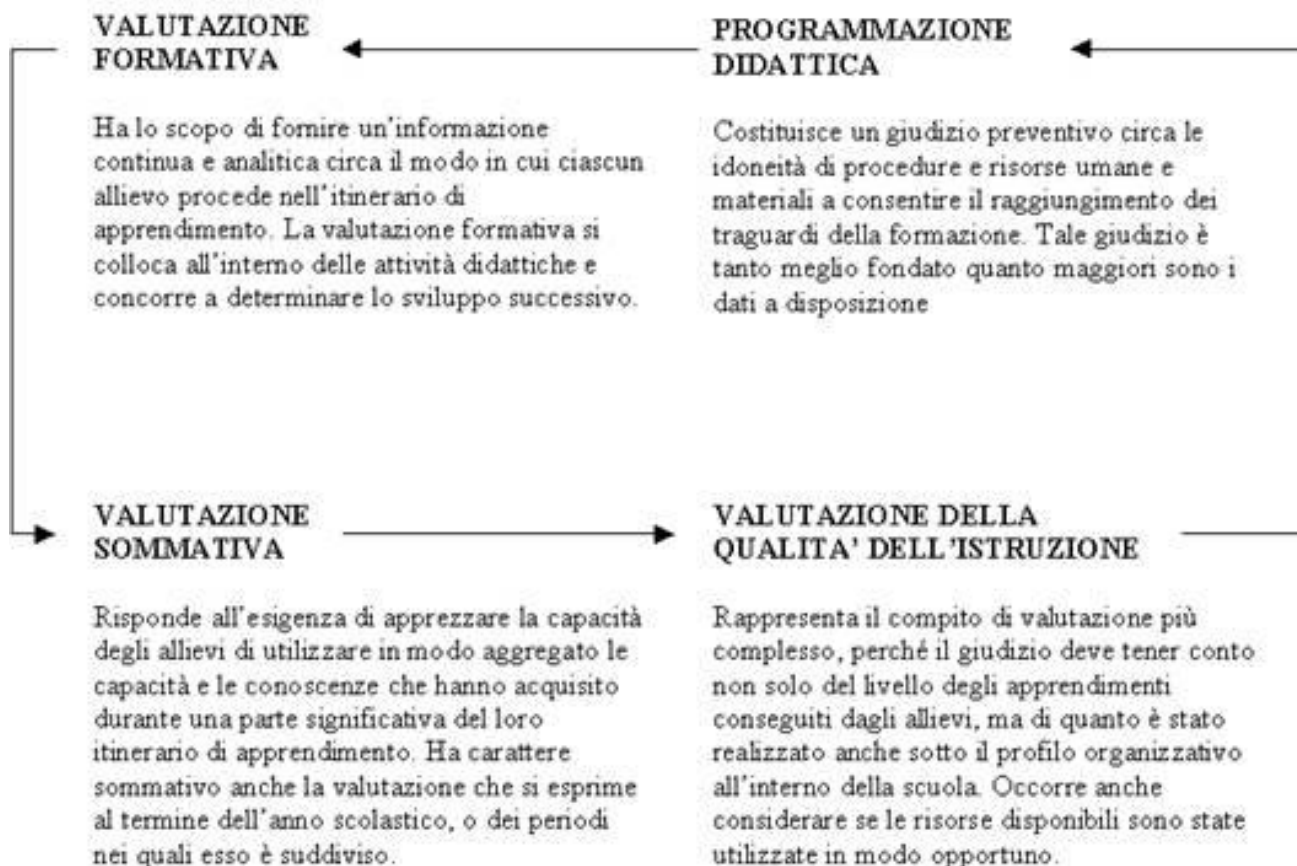 VALUTAZIONE
FORMATIVA
Ha lo scopo di fornire un'informazione
continua e analitica circa il modo in cui ciascun
allievo procede nell'itinerario di
apprendimento. La valutazione formativa si
colloca all'interno delle attività didattiche e
concorre a determinare lo sviluppo successivo.
PROGRAMMAZIONE
DIDATTICA
Costituisce un giudizio preventivo circa le
idoneità di procedure e risorse umane e
materiali a consentire il raggiungimento dei
traguardi della formazione. Tale giudizio è
tanto meglio fondato quanto maggiori sono i
dati a disposizione
VALUTAZIONE
SOMMATIVA
Risponde all'esigenza di apprezzare la capacità
degli allievi di utilizzare in modo aggregato le
capacità e le conoscenze che hanno acquisito
durante una parte significativa del loro
itinerario di apprendimento. Ha carattere
sommativo anche la valutazione che si esprime
al termine dell'anno scolastico, o dei periodi
nei quali esso è suddiviso.
VALUTAZIONE DELLA
QUALITA' DELL'ISTRUZIONE
Rappresenta il compito di valutazione più
complesso, perché il giudizio deve tener conto
non solo del livello degli apprendimenti
conseguiti dagli allievi, ma di quanto è stato
realizzato anche sotto il profilo organizzativo
all'interno della scuola. Occorre anche
considerare se le risorse disponibili sono state
utilizzate in modo opportuno.